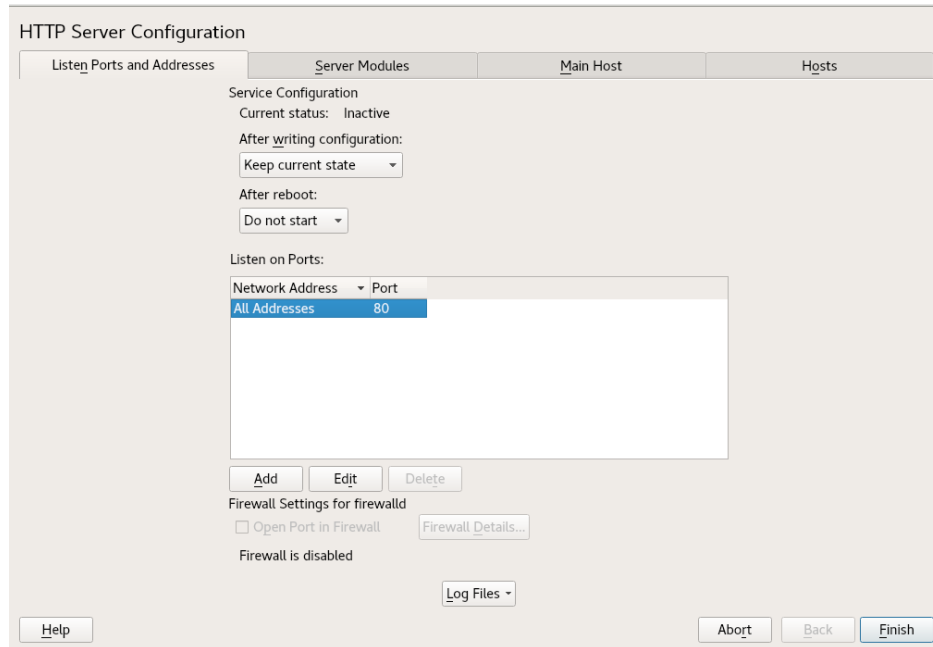 HTTP Server Configuration
Listen Ports and Addresses Server Modules Main Host Hosts
Service Configuration
Current status: Inactive
After writing configuration:
Keep current state
After reboot:
Do not start
Listen on Ports:
Network Address Port
All Addresses 80
Add Edit Delete
Firewall Settings for firewalld
Open Port in Firewall Firewall Details...
Firewall is disabled
Log Files
Help Abort Back Finish